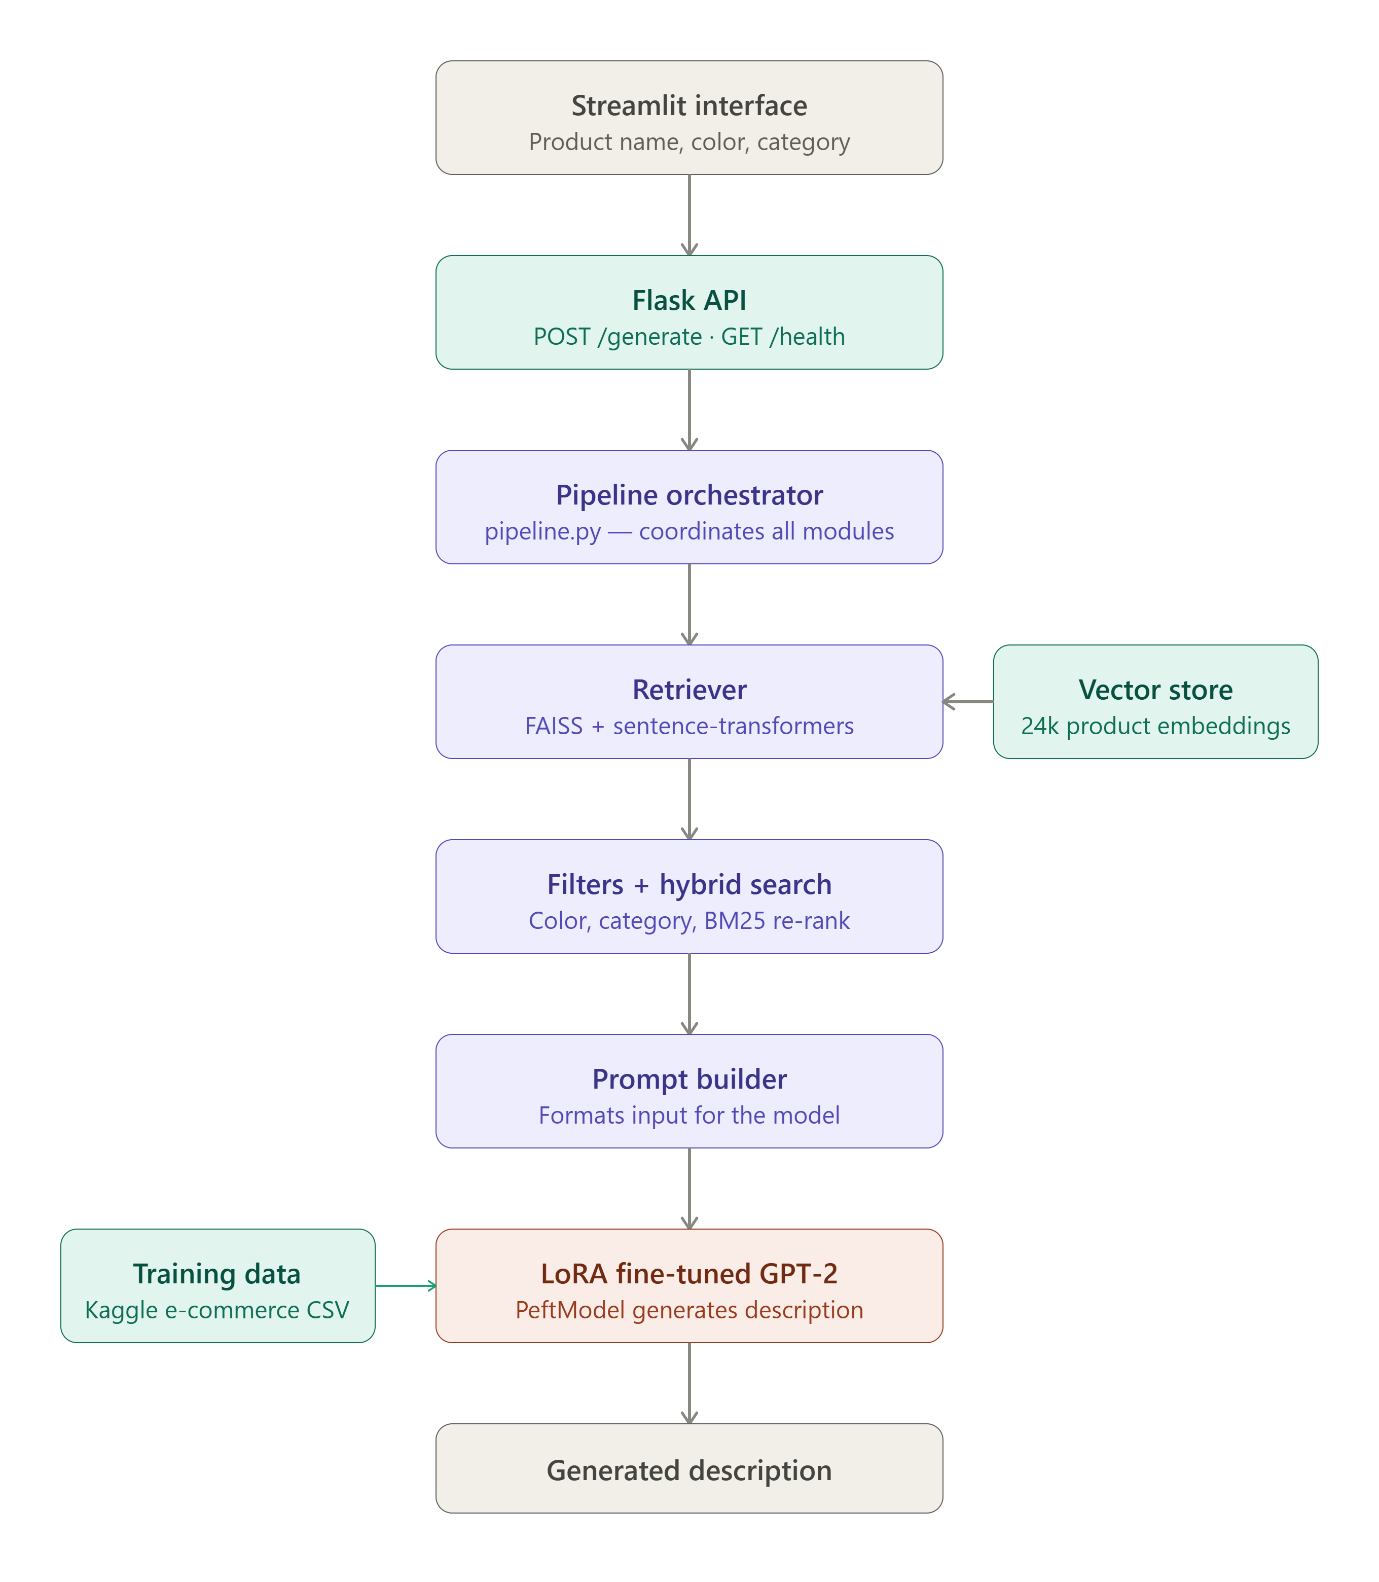 Streamlit interface
Product name, color, category
Flask API
POST /generate · GET /health
Pipeline orchestrator
pipeline.py — coordinates all modules
Retriever
FAISS + sentence-transformers
Vector store
24k product embeddings
Filters + hybrid search
Color, category, BM25 re-rank
Prompt builder
Formats input for the model
Training data
Kaggle e-commerce CSV
LoRA fine-tuned GPT-2
PeftModel generates description
Generated description